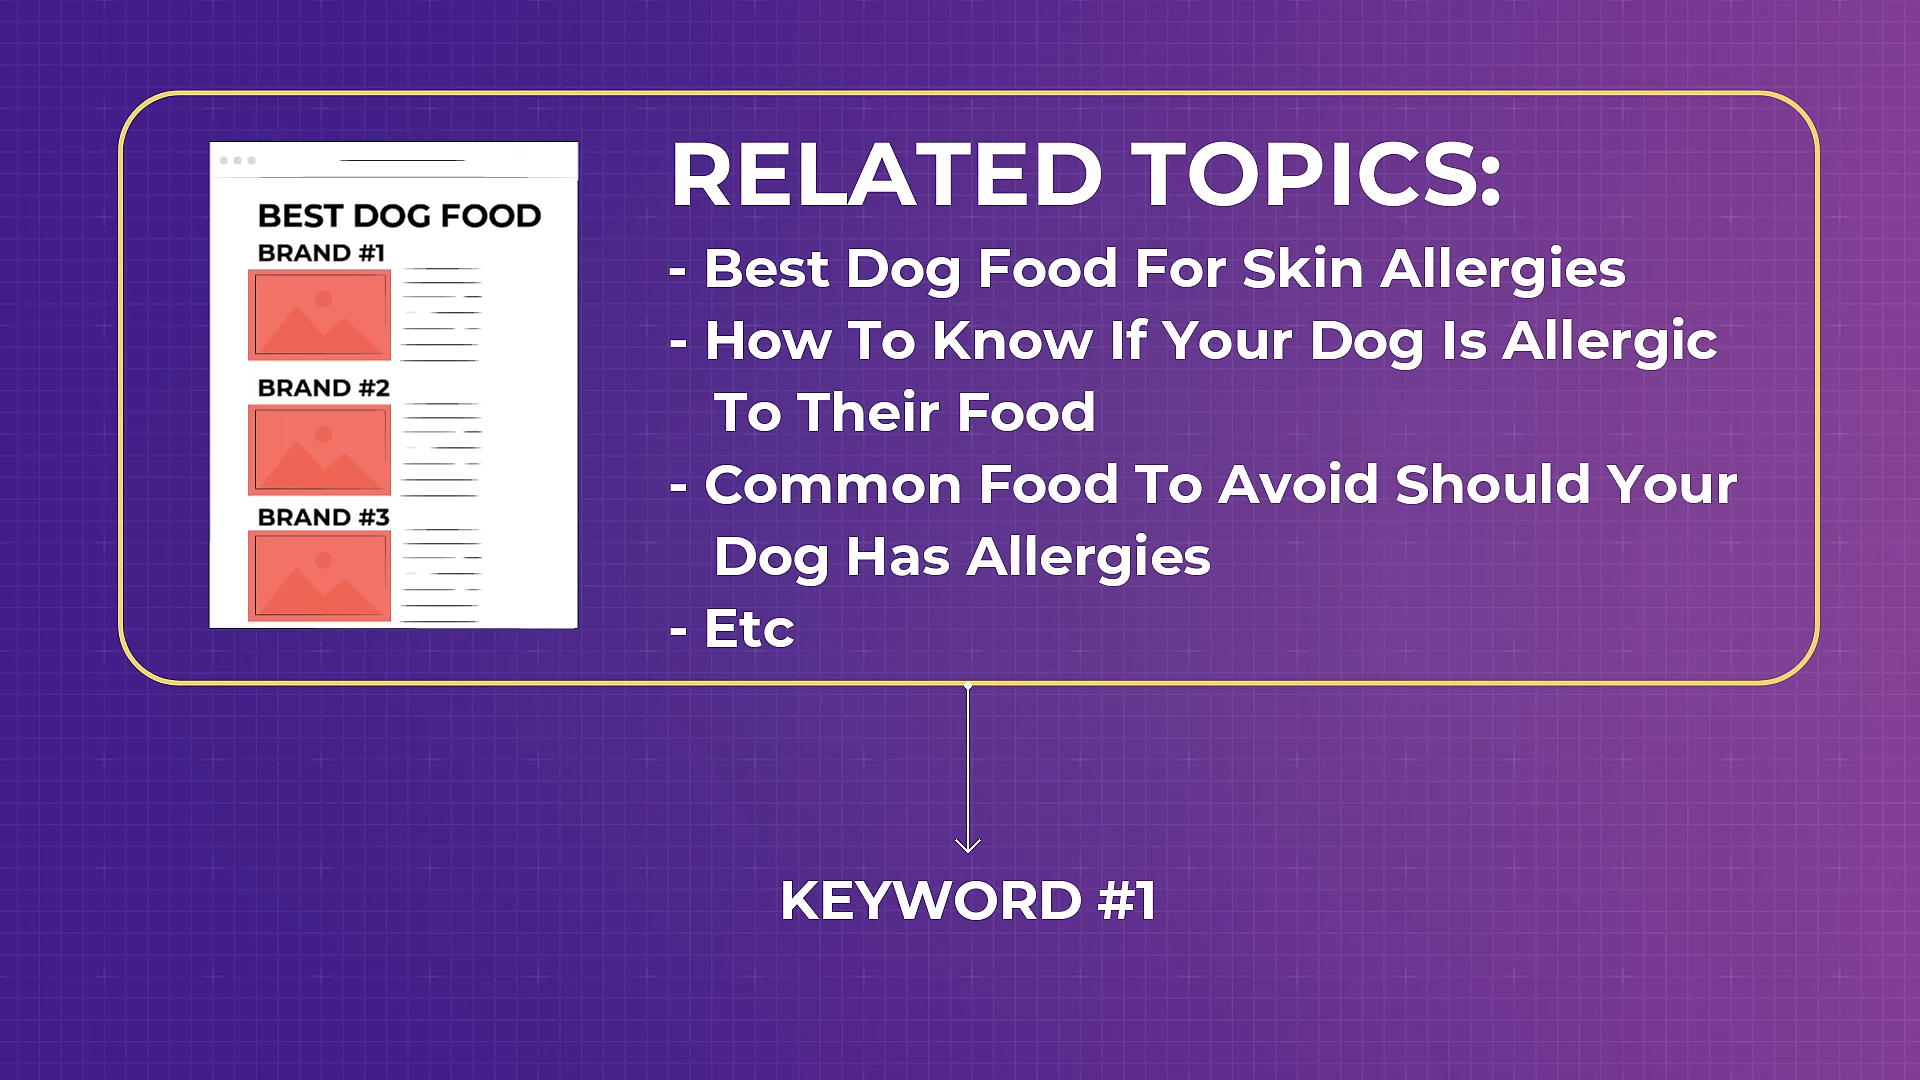 BEST DOG FOOD
BRAND #1
BRAND #2
BRAND #3
RELATED TOPICS:
- Best Dog Food For Skin Allergies
- How To Know If Your Dog Is Allergic
To Their Food
- Common Food To Avoid Should Your
Dog Has Allergies
- Etc
KEYWORD #1